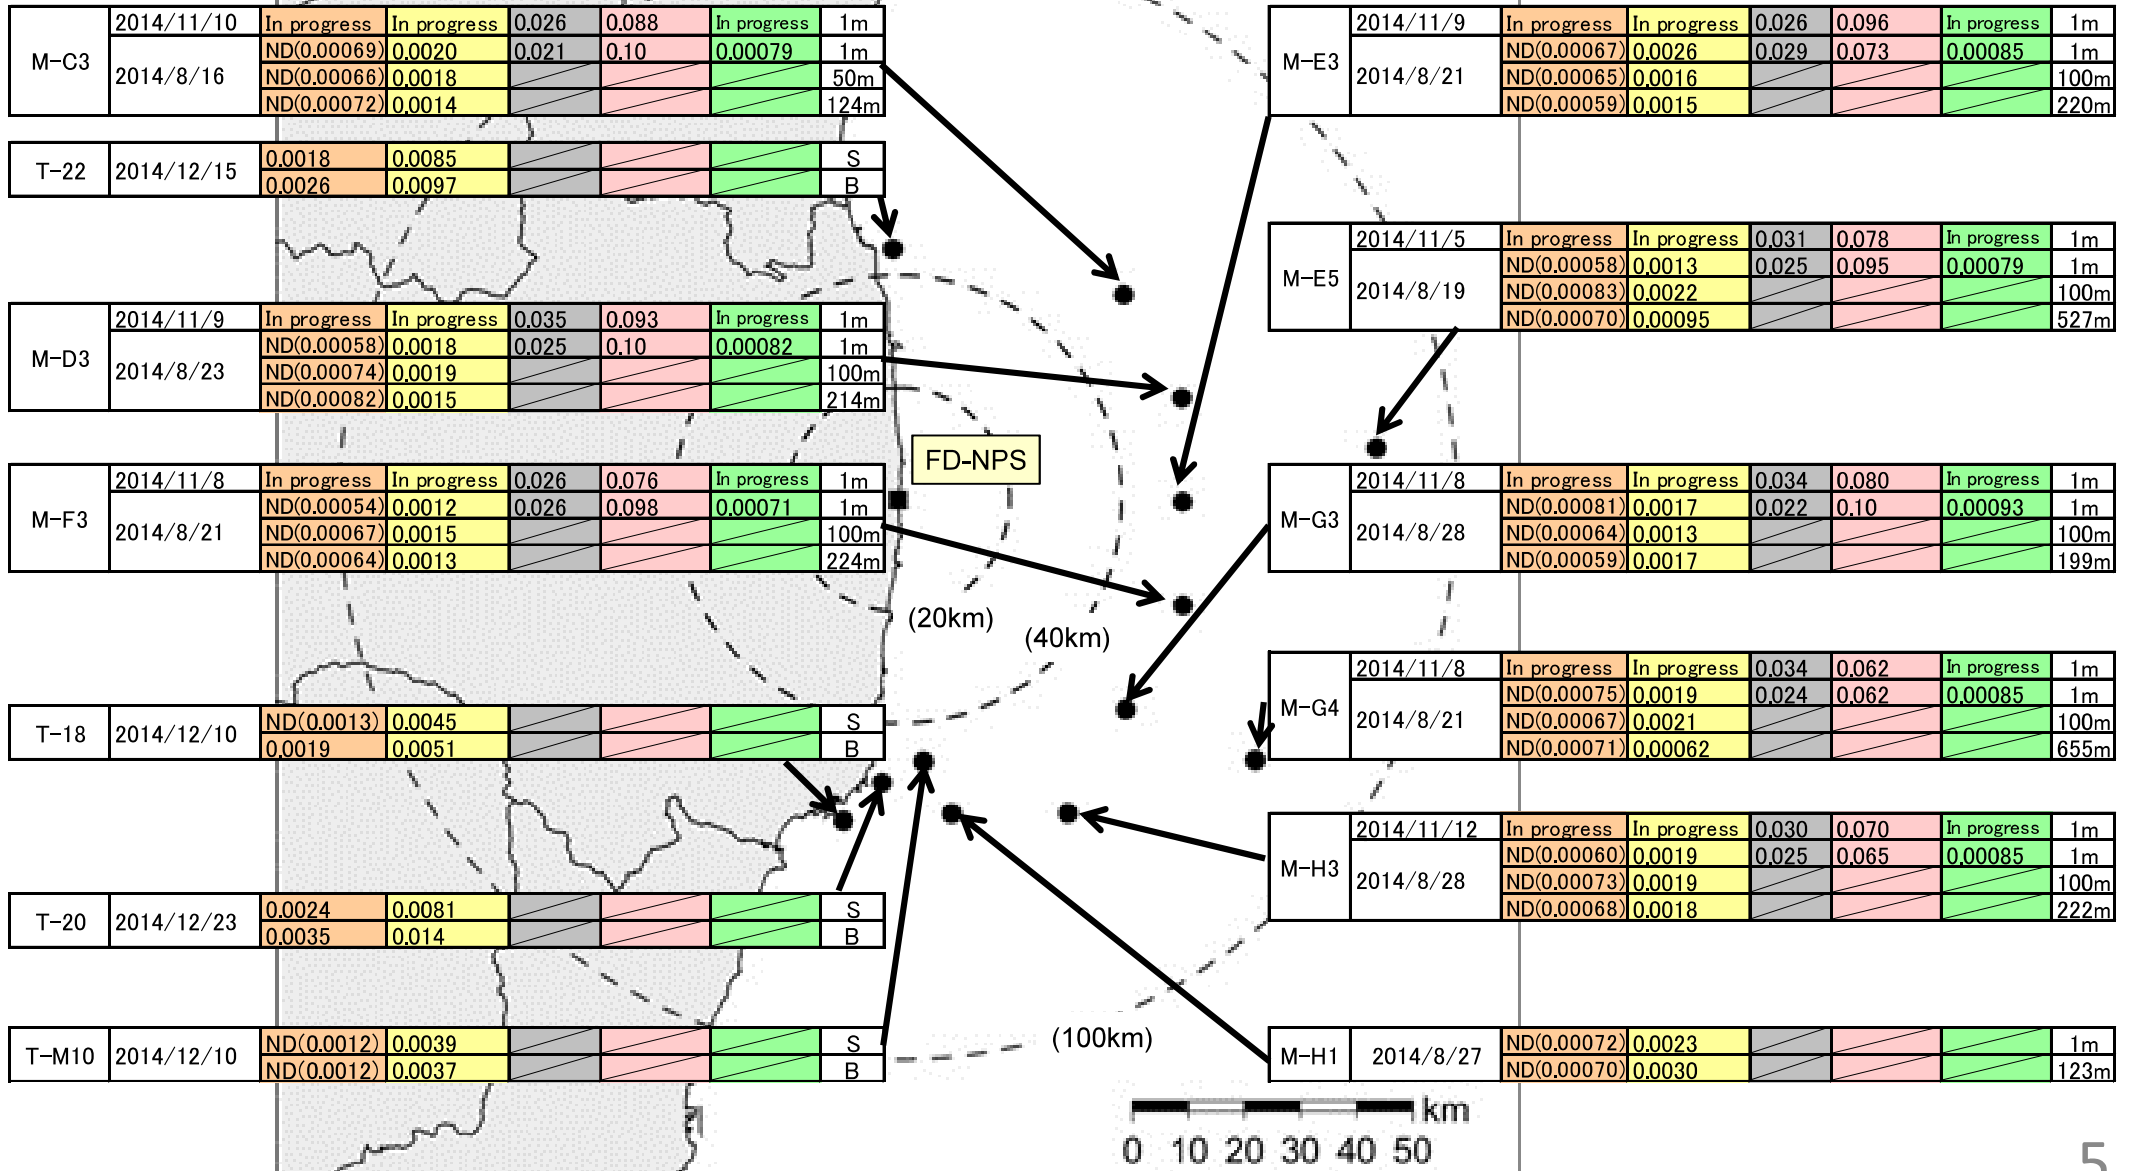 M-C3
2014/11/10 In progress In progress 0.026 0.088 In progress 1m
2014/8/16 ND(0.00069) 0.0020 0.021 0.10 0.00079 1m
ND(0.00066) 0.0018 50m
ND(0.00072) 0.0014 124m
T-22 2014/12/15 0.0018 0.0085 S
0.0026 0.0097 B
M-D3
2014/11/9 In progress In progress 0.035 0.093 In progress 1m
2014/8/23 ND(0.00058) 0.0018 0.025 0.10 0.00082 1m
ND(0.00074) 0.0019 100m
ND(0.00082) 0.0015 214m
M-F3
2014/11/8 In progress In progress 0.026 0.076 In progress 1m
2014/8/21 ND(0.00054) 0.0012 0.026 0.098 0.00071 1m
ND(0.00067) 0.0015 100m
ND(0.00064) 0.0013 224m
T-18 2014/12/10 ND(0.0013) 0.0045 S
0.0019 0.0051 B
T-20 2014/12/23 0.0024 0.0081 S
0.0035 0.014 B
T-M10 2014/12/10 ND(0.0012) 0.0039 S
ND(0.0012) 0.0037 B
FD-NPS
(20km)
(40km)
(100km)
M-E3
2014/11/9 In progress In progress 0.026 0.096 In progress 1m
2014/8/21 ND(0.00067) 0.0026 0.029 0.073 0.00085 1m
ND(0.00065) 0.0016 100m
ND(0.00059) 0.0015 220m
M-E5
2014/11/5 In progress In progress 0.031 0.078 In progress 1m
2014/8/19 ND(0.00058) 0.0013 0.025 0.095 0.00079 1m
ND(0.00083) 0.0022 100m
ND(0.00070) 0.00095 527m
M-G3
2014/11/8 In progress In progress 0.034 0.080 In progress 1m
2014/8/28 ND(0.00081) 0.0017 0.022 0.10 0.00093 1m
ND(0.00064) 0.0013 100m
ND(0.00059) 0.0017 199m
M-G4
2014/11/8 In progress In progress 0.034 0.062 In progress 1m
2014/8/21 ND(0.00075) 0.0019 0.024 0.062 0.00085 1m
ND(0.00067) 0.0021 100m
ND(0.00071) 0.00062 655m
M-H3
2014/11/12 In progress In progress 0.030 0.070 In progress 1m
2014/8/28 ND(0.00060) 0.0019 0.025 0.065 0.00085 1m
ND(0.00073) 0.0019 100m
ND(0.00068) 0.0018 222m
M-H1 2014/8/27 ND(0.00072) 0.0023 1m
ND(0.00070) 0.0030 123m
km
0 10 20 30 40 50
5